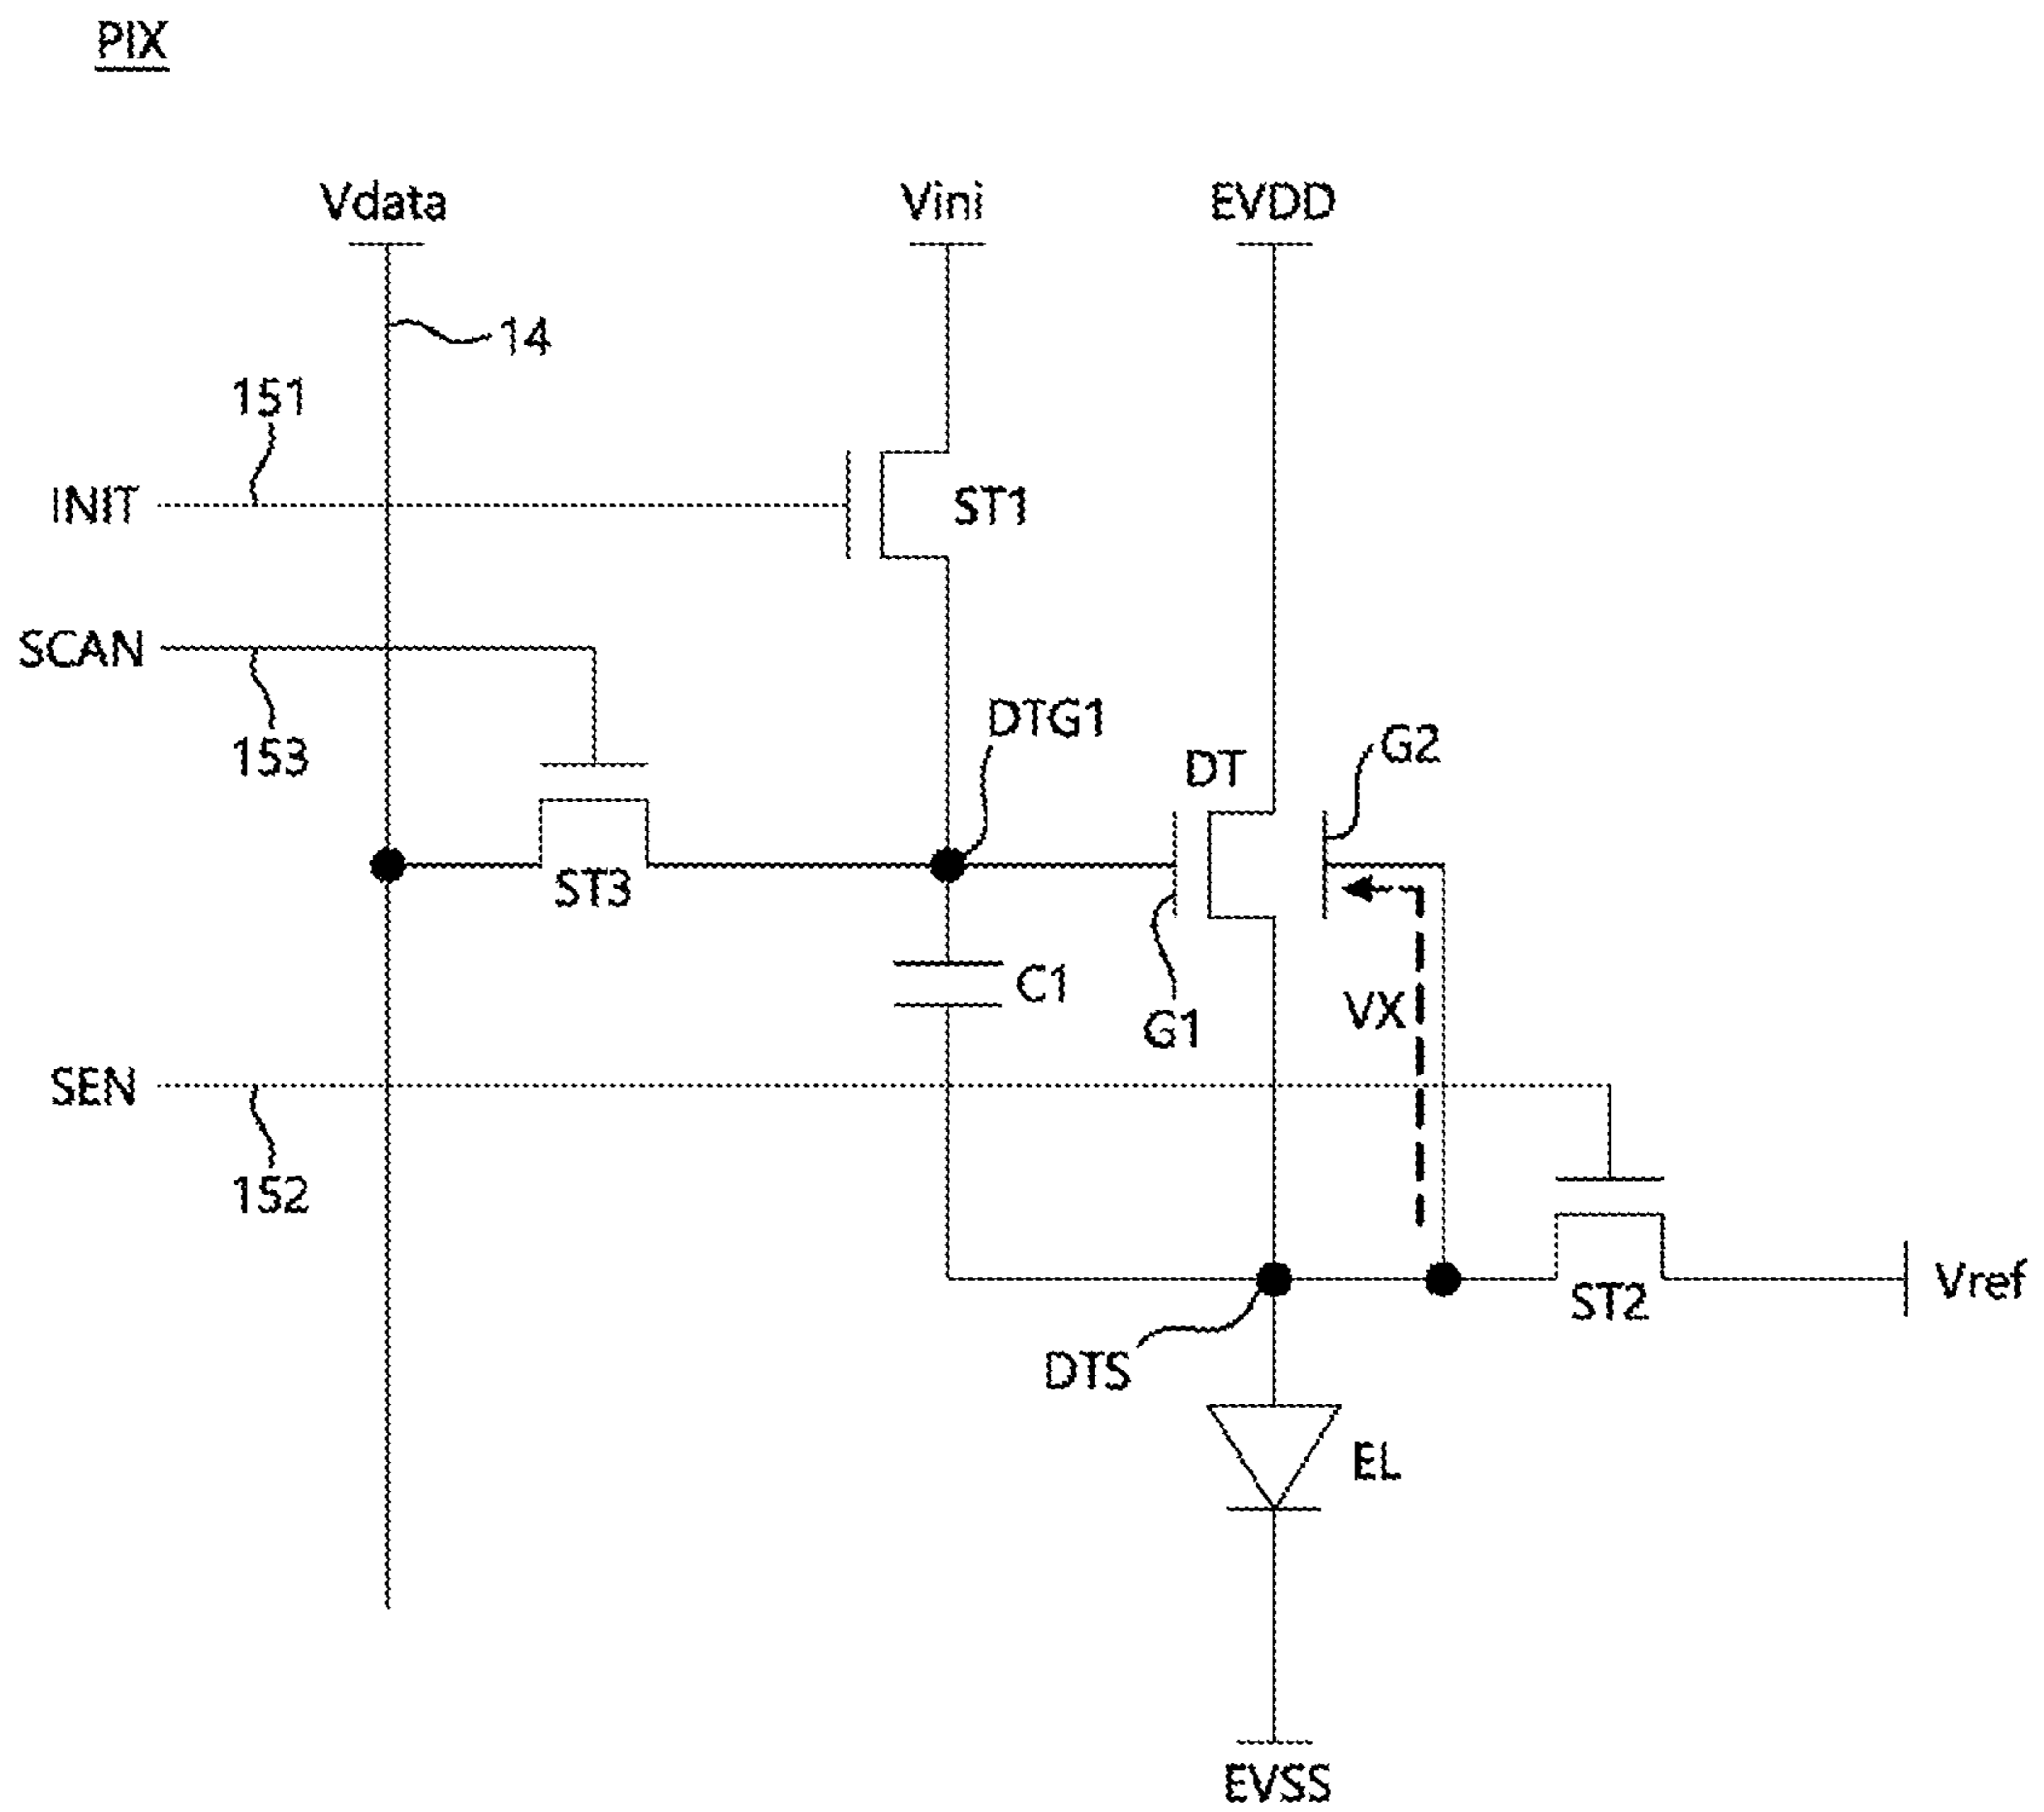 PIX
Vdata
Vini
EVDD
14
151
INIT
ST1
SCAN
153
DTG1
DT
G2
ST3
C1
G1
VX
SEN
152
ST2
Vref
DTS
EL
EVSS